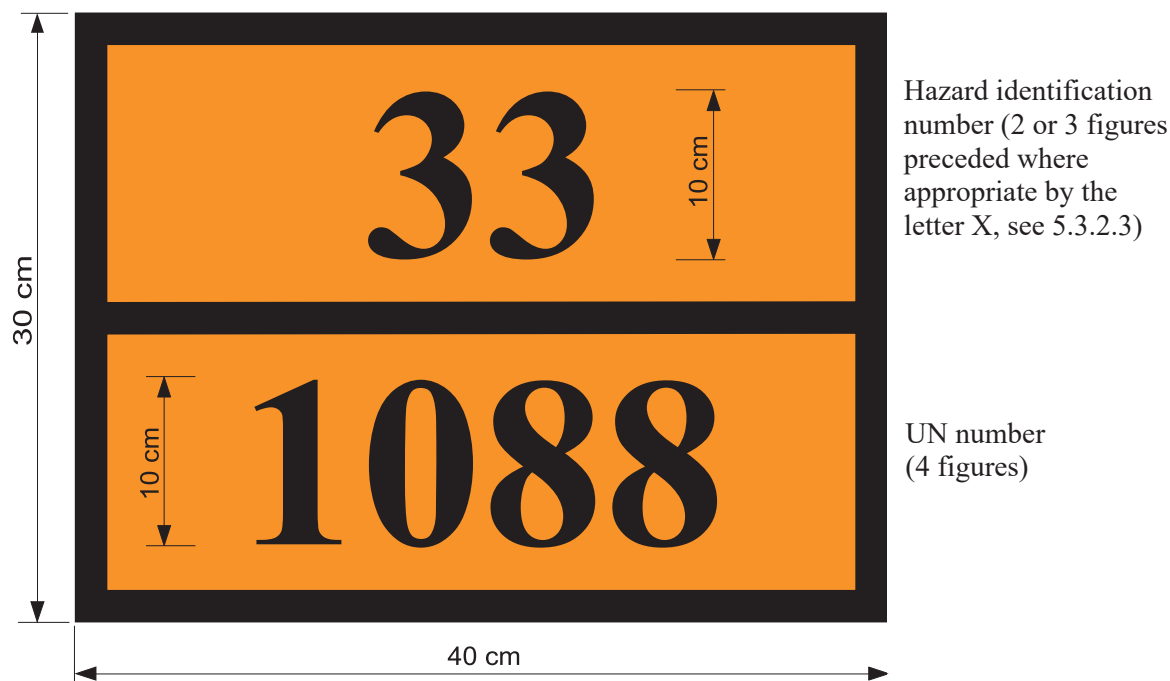 33
10 cm
Hazard identification
number (2 or 3 figures
preceded where
appropriate by the
letter X, see 5.3.2.3)
30 cm
1088
10 cm
UN number
(4 figures)
40 cm